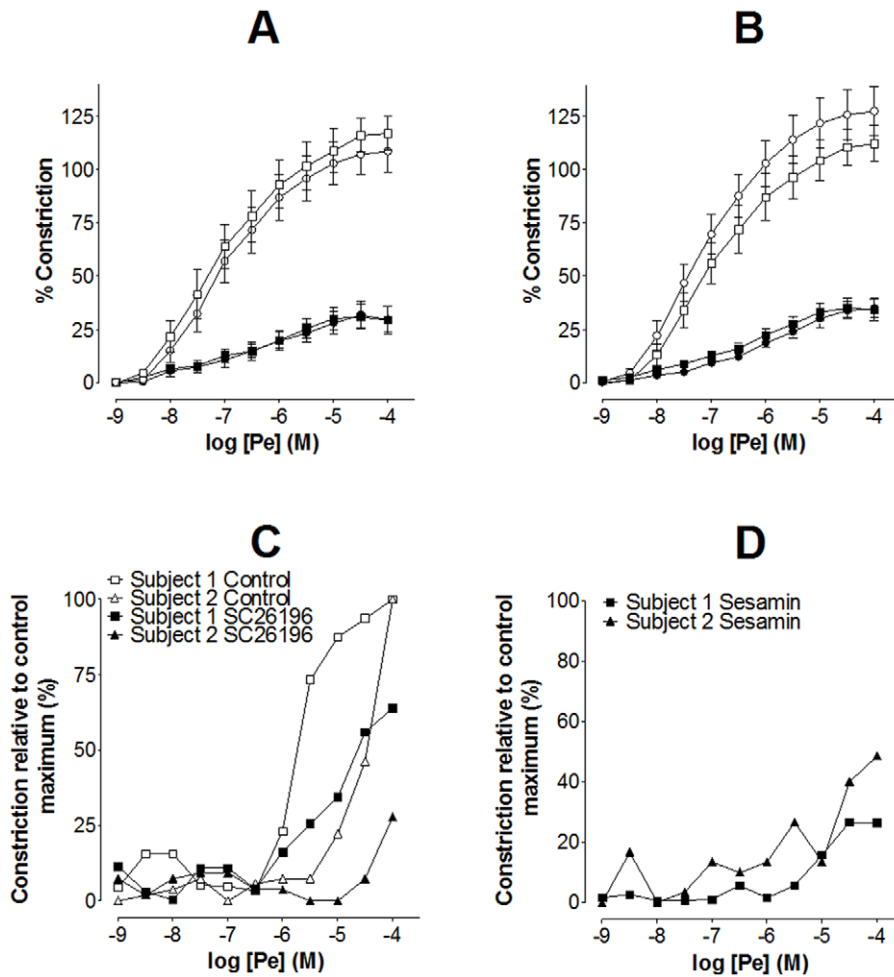 A
% Constriction
125
100
75
50
25
0
-9 -8 -7 -6 -5 -4
log [Pe] (M)
B
% Constriction
125
100
75
50
25
0
-9 -8 -7 -6 -5 -4
log [Pe] (M)
C
Subject 1 Control
Subject 2 Control
Subject 1 SC26196
Subject 2 SC26196
Constriction relative to control
maximum (%)
100
75
50
25
0
-9 -8 -7 -6 -5 -4
log [Pe] (M)
D
Subject 1 Sesamin
Subject 2 Sesamin
Constriction relative to control
maximum (%)
100
80
60
40
20
0
-9 -8 -7 -6 -5 -4
log [Pe] (M)